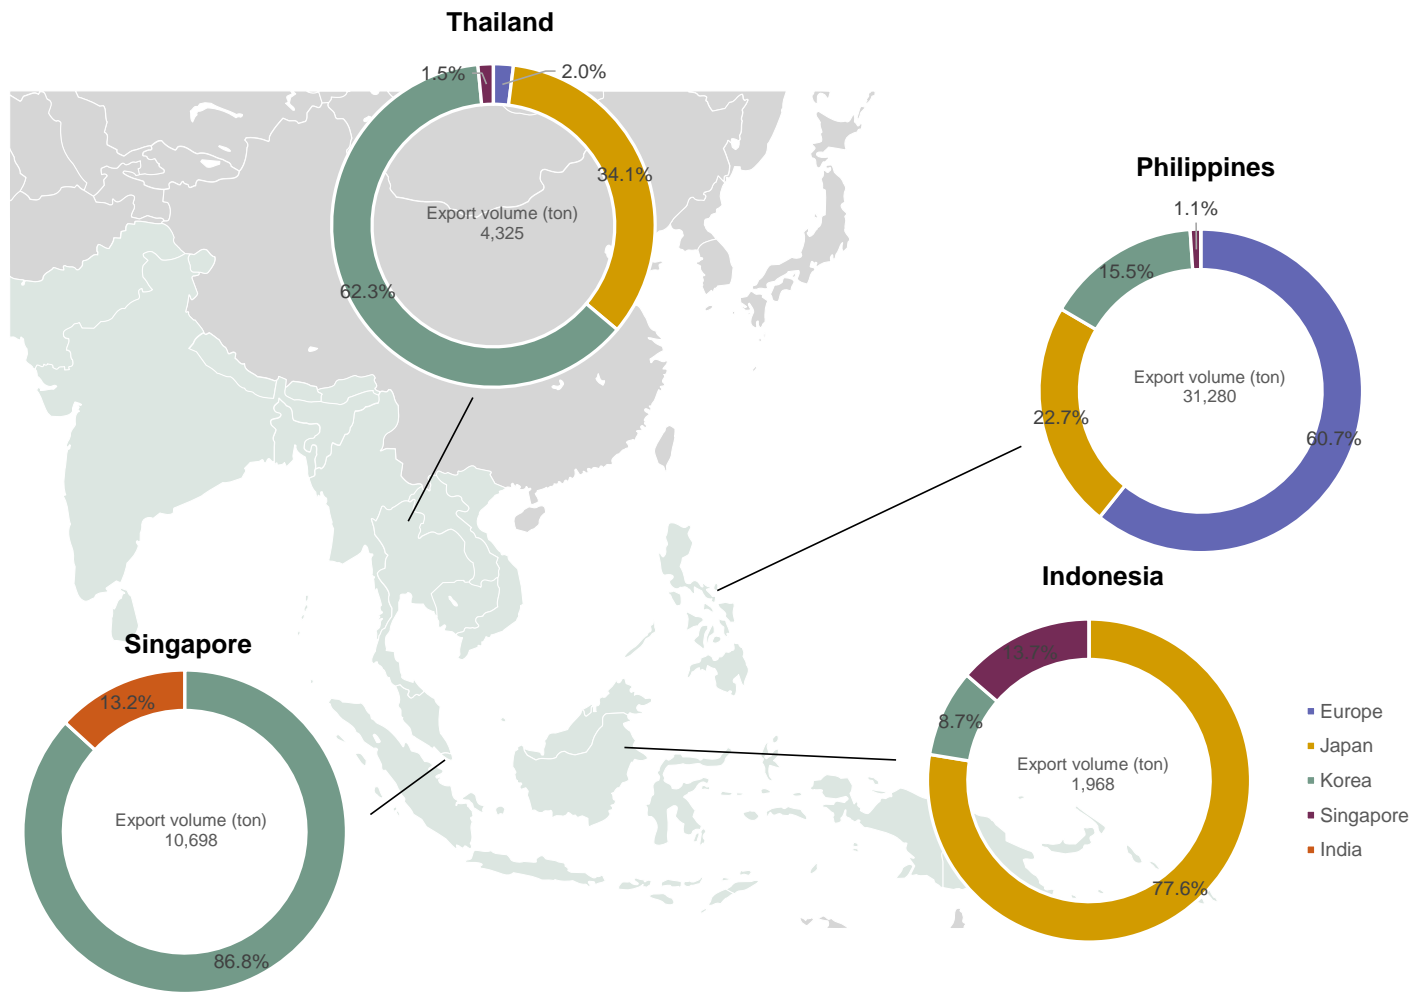 Thailand
1.5%
2.0%
34.1%
Export volume (ton)
4,325
62.3%
Philippines
1.1%
15.5%
Export volume (ton)
31,280
22.7%
60.7%
Indonesia
13.7%
8.7%
Export volume (ton)
1,968
77.6%
Singapore
13.2%
Export volume (ton)
10,698
86.8%
Europe
Japan
Korea
Singapore
India